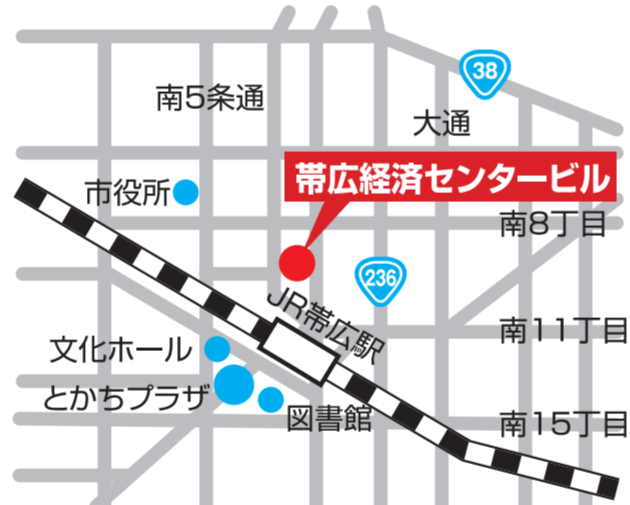 38
南5条通
大通
帯広経済センタービル
市役所
南8丁目
236
JR帯広駅
南11丁目
文化ホール
とかちプラザ
図書館
南15丁目